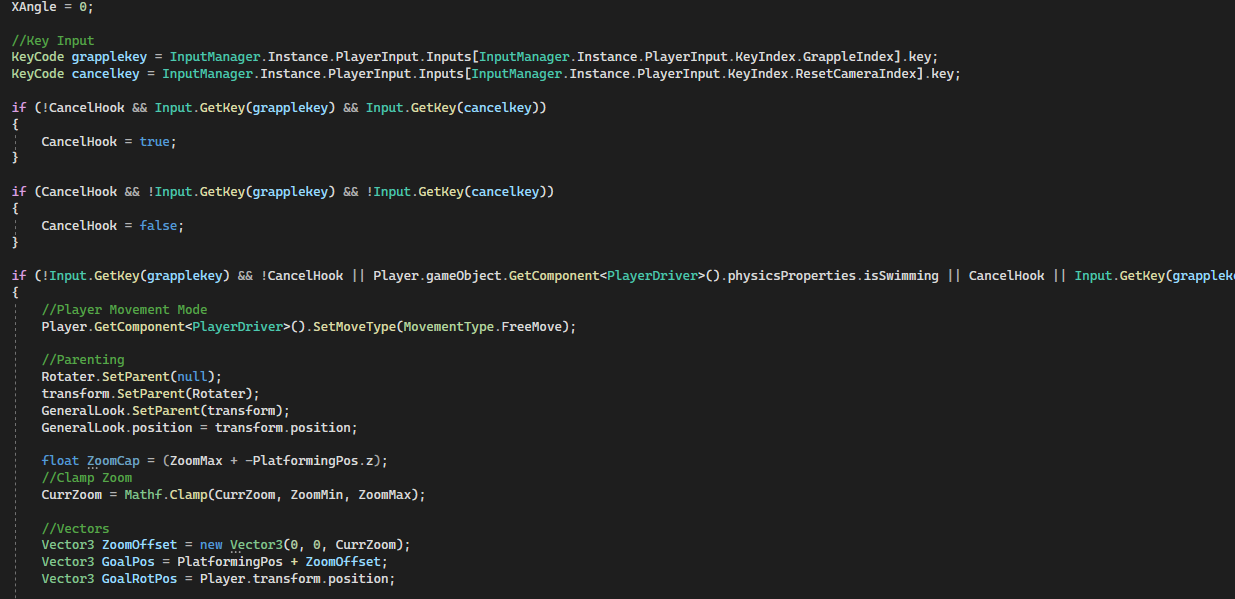 XAngle = 0;
//Key Input
KeyCode grapplekey = InputManager.Instance.PlayerInput.Inputs[InputManager.Instance.PlayerInput.KeyIndex.GrappleIndex].key;
KeyCode cancelkey = InputManager.Instance.PlayerInput.Inputs[InputManager.Instance.PlayerInput.KeyIndex.ResetCameraIndex].key;
if (!CancelHook && Input.GetKey(grapplekey) && Input.GetKey(cancelkey))
{
CancelHook = true;
}
if (CancelHook && !Input.GetKey(grapplekey) && !Input.GetKey(cancelkey))
{
CancelHook = false;
}
if (!Input.GetKey(grapplekey) && !CancelHook || Player.gameObject.GetComponent<PlayerDriver>().physicsProperties.isSwimming || CancelHook || Input.GetKey(grapplek
{
//Player Movement Mode
Player.GetComponent<PlayerDriver>().SetMoveType(MovementType.FreeMove);
//Parenting
Rotater.SetParent(null);
transform.SetParent(Rotater);
GeneralLook.SetParent(transform);
GeneralLook.position = transform.position;
float ZoomCap = (ZoomMax + -PlatformingPos.z);
//Clamp Zoom
CurrZoom = Mathf.Clamp(CurrZoom, ZoomMin, ZoomMax);
//Vectors
Vector3 ZoomOffset = new Vector3(0, 0, CurrZoom);
Vector3 GoalPos = PlatformingPos + ZoomOffset;
Vector3 GoalRotPos = Player.transform.position;